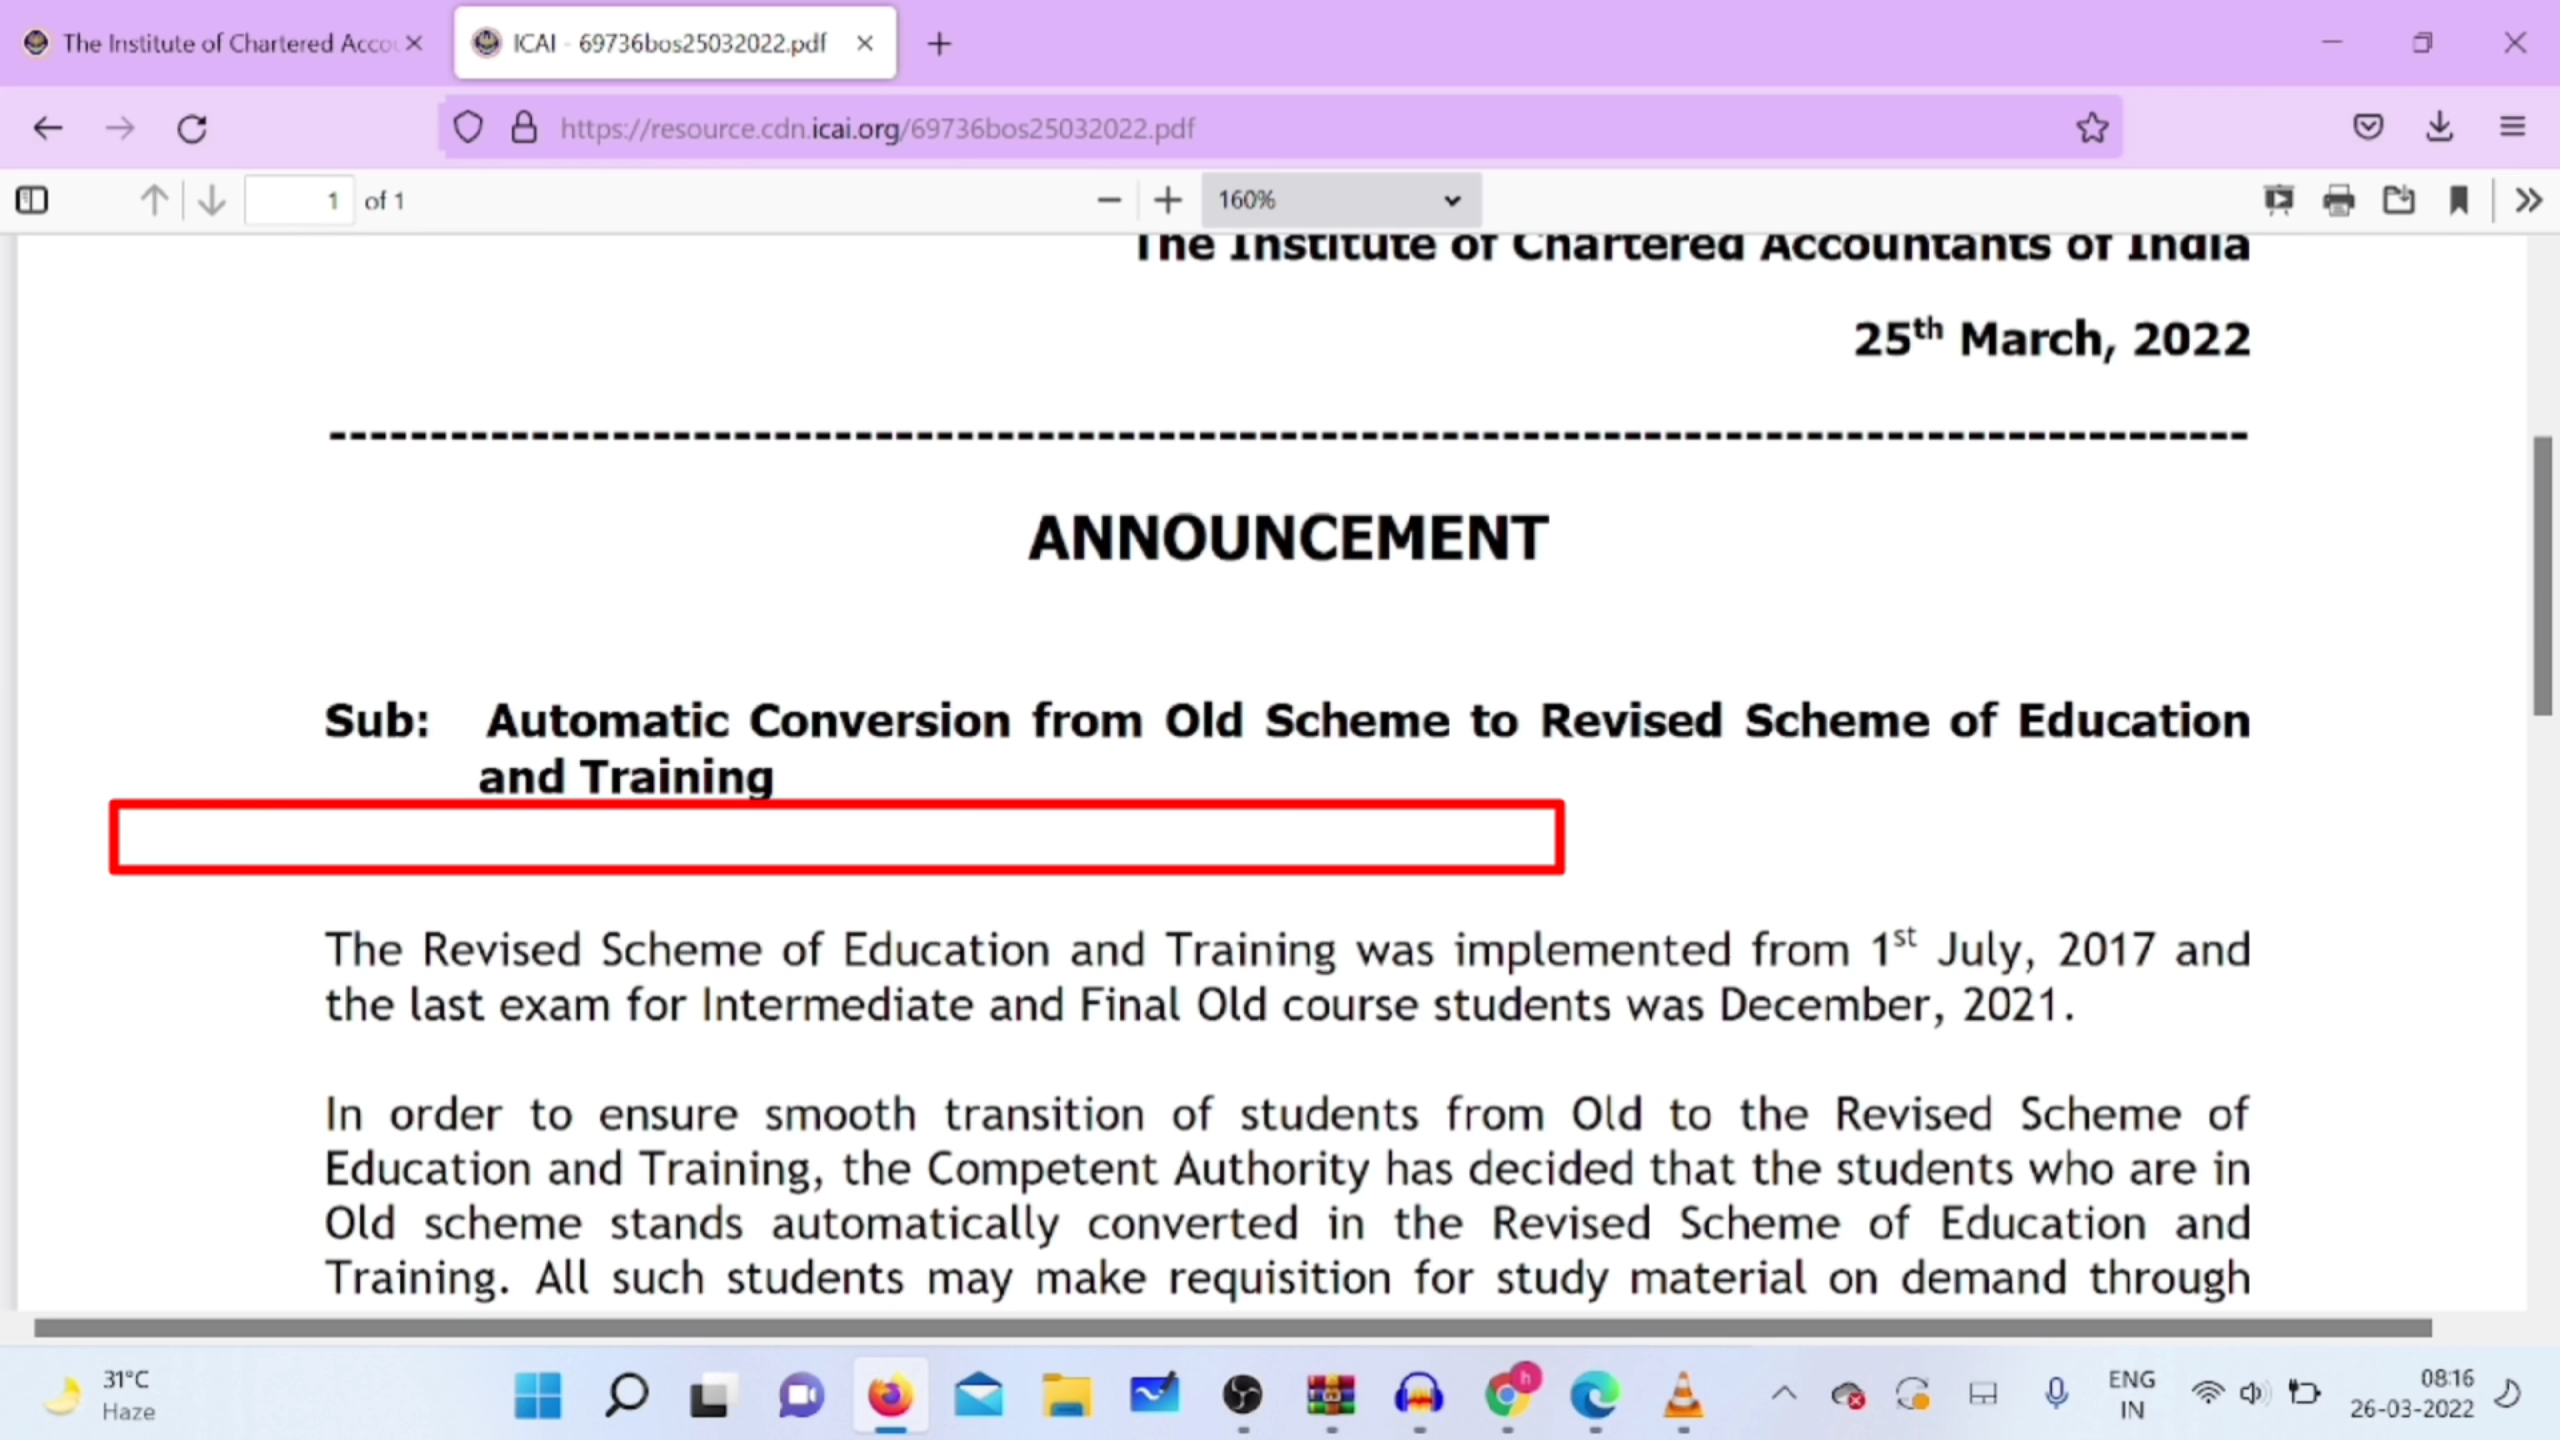 The Institute of Chartered Acco
ICAI - 69736bos25032022.pdf
https://resource.cdn.icai.org/69736bos25032022.pdf
1 of 1
160%
The Institute of Chartered Accountants of India
25th March, 2022
ANNOUNCEMENT
Sub: Automatic Conversion from Old Scheme to Revised Scheme of Education
and Training
The Revised Scheme of Education and Training was implemented from 1st July, 2017 and
the last exam for Intermediate and Final Old course students was December, 2021.
In order to ensure smooth transition of students from Old to the Revised Scheme of
Education and Training, the Competent Authority has decided that the students who are in
Old scheme stands automatically converted in the Revised Scheme of Education and
Training. All such students may make requisition for study material on demand through
31°C
Haze
h
ENG
IN
08:16
26-03-2022